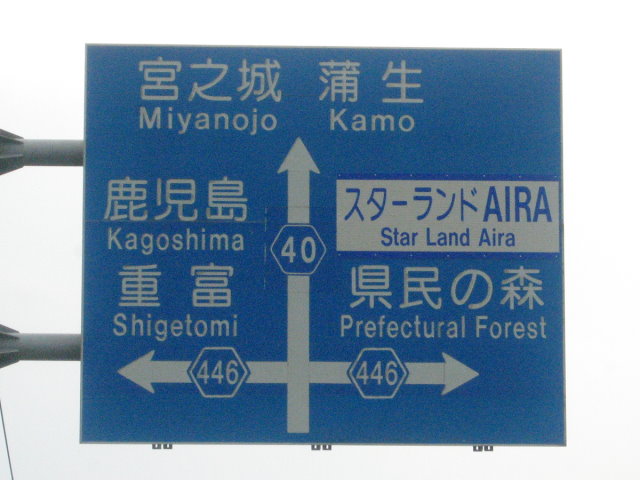 宮之城 蒲生
Miyanojo Kamo
鹿児島
Kagoshima
重富
Shigetomi
40
スターランドAIRA
Star Land Aira
県民の森
Prefectural Forest
446
446